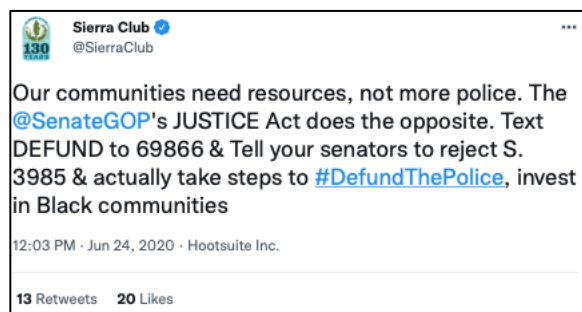 Sierra Club
@SierraClub
130
YEARS
Our communities need resources, not more police. The
@SenateGOP's JUSTICE Act does the opposite. Text
DEFUND to 69866 & Tell your senators to reject S.
3985 & actually take steps to #DefundThePolice, invest
in Black communities
12:03 PM · Jun 24, 2020 · Hootsuite Inc.
13 Retweets 20 Likes